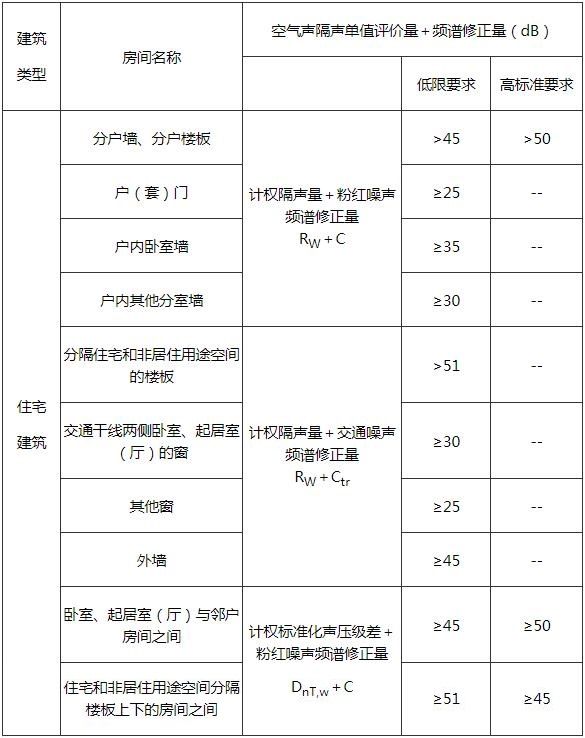 建筑
类型
房间名称
空气声隔声单值评价量＋频谱修正量（dB）
低限要求
高标准要求
住宅
建筑
分户墙、分户楼板
计权隔声量＋粉红噪声
频谱修正量
RW＋C
>45
>50
户（套）门
≥25
--
户内卧室墙
≥35
--
户内其他分室墙
≥30
--
分隔住宅和非居住用途空间
的楼板
计权隔声量＋交通噪声
频谱修正量
RW＋Ctr
>51
--
交通干线两侧卧室、起居室
（厅）的窗
≥30
--
其他窗
≥25
--
外墙
≥45
--
卧室、起居室（厅）与邻户
房间之间
计权标准化声压级差＋
粉红噪声频谱修正量
DnT,w＋C
≥45
≥50
住宅和非居住用途空间分隔
楼板上下的房间之间
≥51
≥45